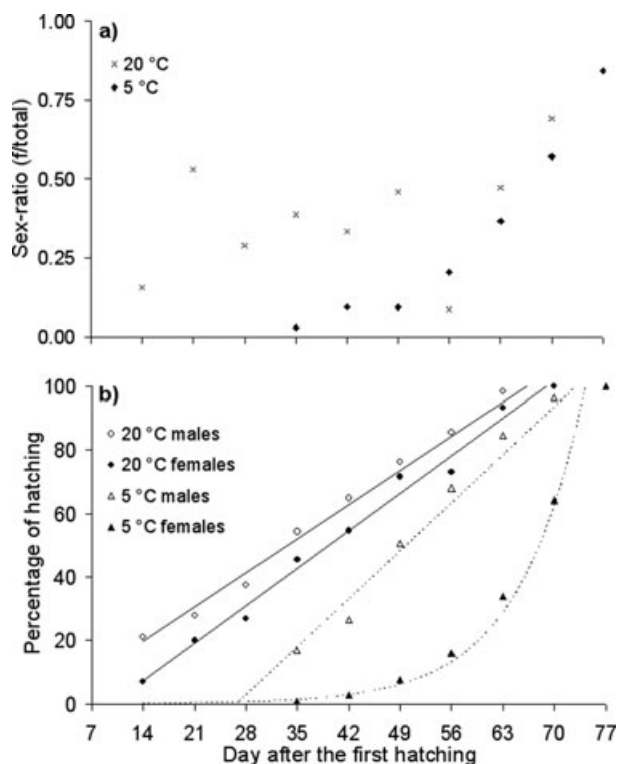 a)
20 °C
5 °C
Sex-ratio (f/total)
1.00
0.75
0.50
0.25
0.00
b)
20 °C males
20 °C females
5 °C males
5 °C females
Percentage of hatching
100
80
60
40
20
0
7 14 21 28 35 42 49 56 63 70 77
Day after the first hatching